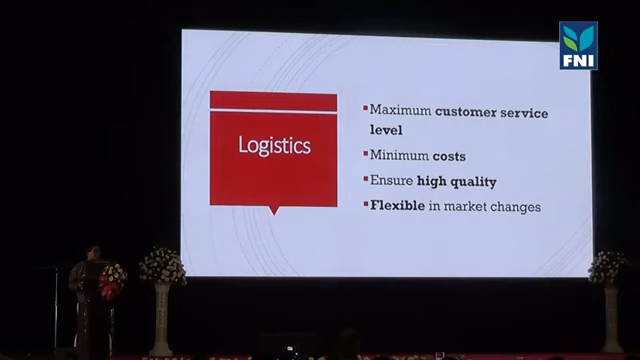 FNI
Logistics
Maximum customer service
level
Minimum costs
Ensure high quality
Flexible in market changes